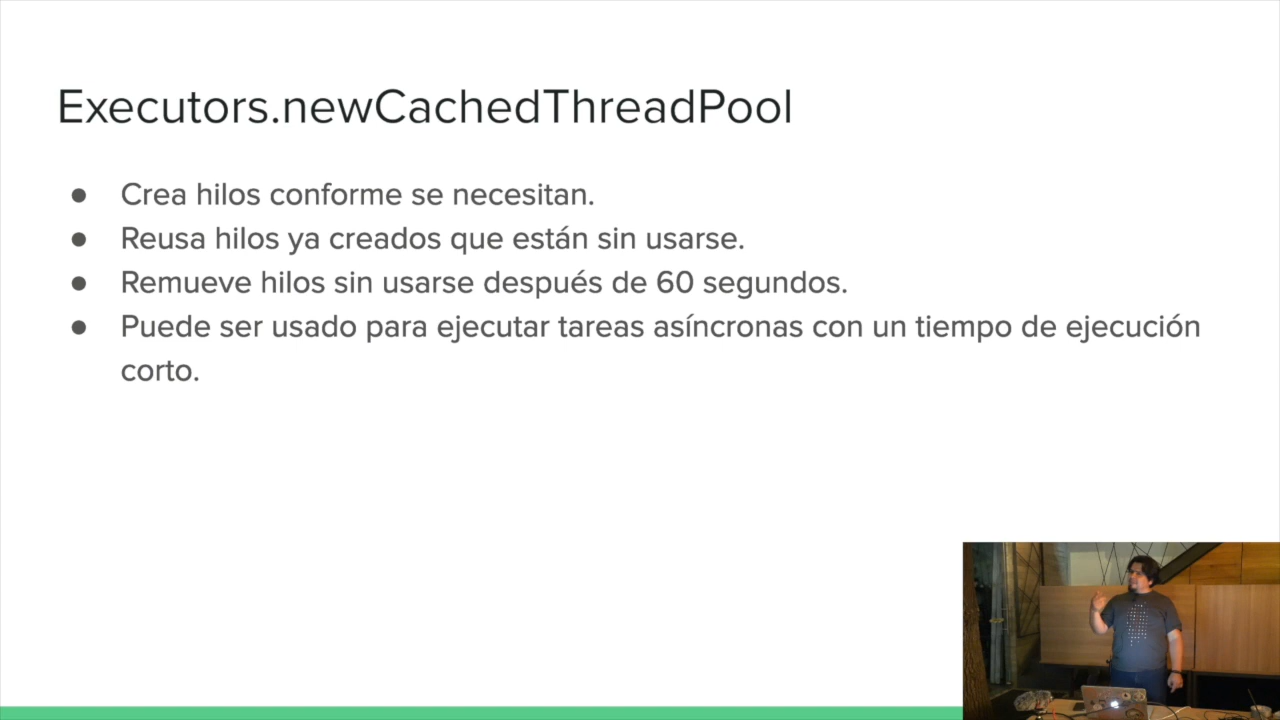 Executors.newCachedThreadPool
● Crea hilos conforme se necesitan.
● Reusa hilos ya creados que están sin usarse.
● Remueve hilos sin usarse después de 60 segundos.
● Puede ser usado para ejecutar tareas asíncronas con un tiempo de ejecución
corto.